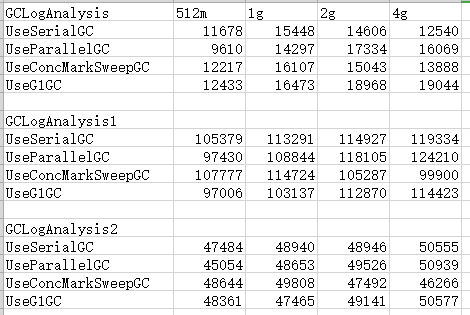 GCLogAnalysis 512m 1g 2g 4g
UseSerialGC 11678 15448 14606 12540
UseParallelGC 9610 14297 17334 16069
UseConcMarkSweepGC 12217 16107 15043 13888
UseG1GC 12433 16473 18968 19044
GCLogAnalysis1
UseSerialGC 105379 113291 114927 119334
UseParallelGC 97430 108844 118105 124210
UseConcMarkSweepGC 107777 114724 105287 99900
UseG1GC 97006 103137 112870 114423
GCLogAnalysis2
UseSerialGC 47484 48940 48946 50555
UseParallelGC 45054 48653 49526 50939
UseConcMarkSweepGC 48644 49808 47492 46266
UseG1GC 48361 47465 49141 50577